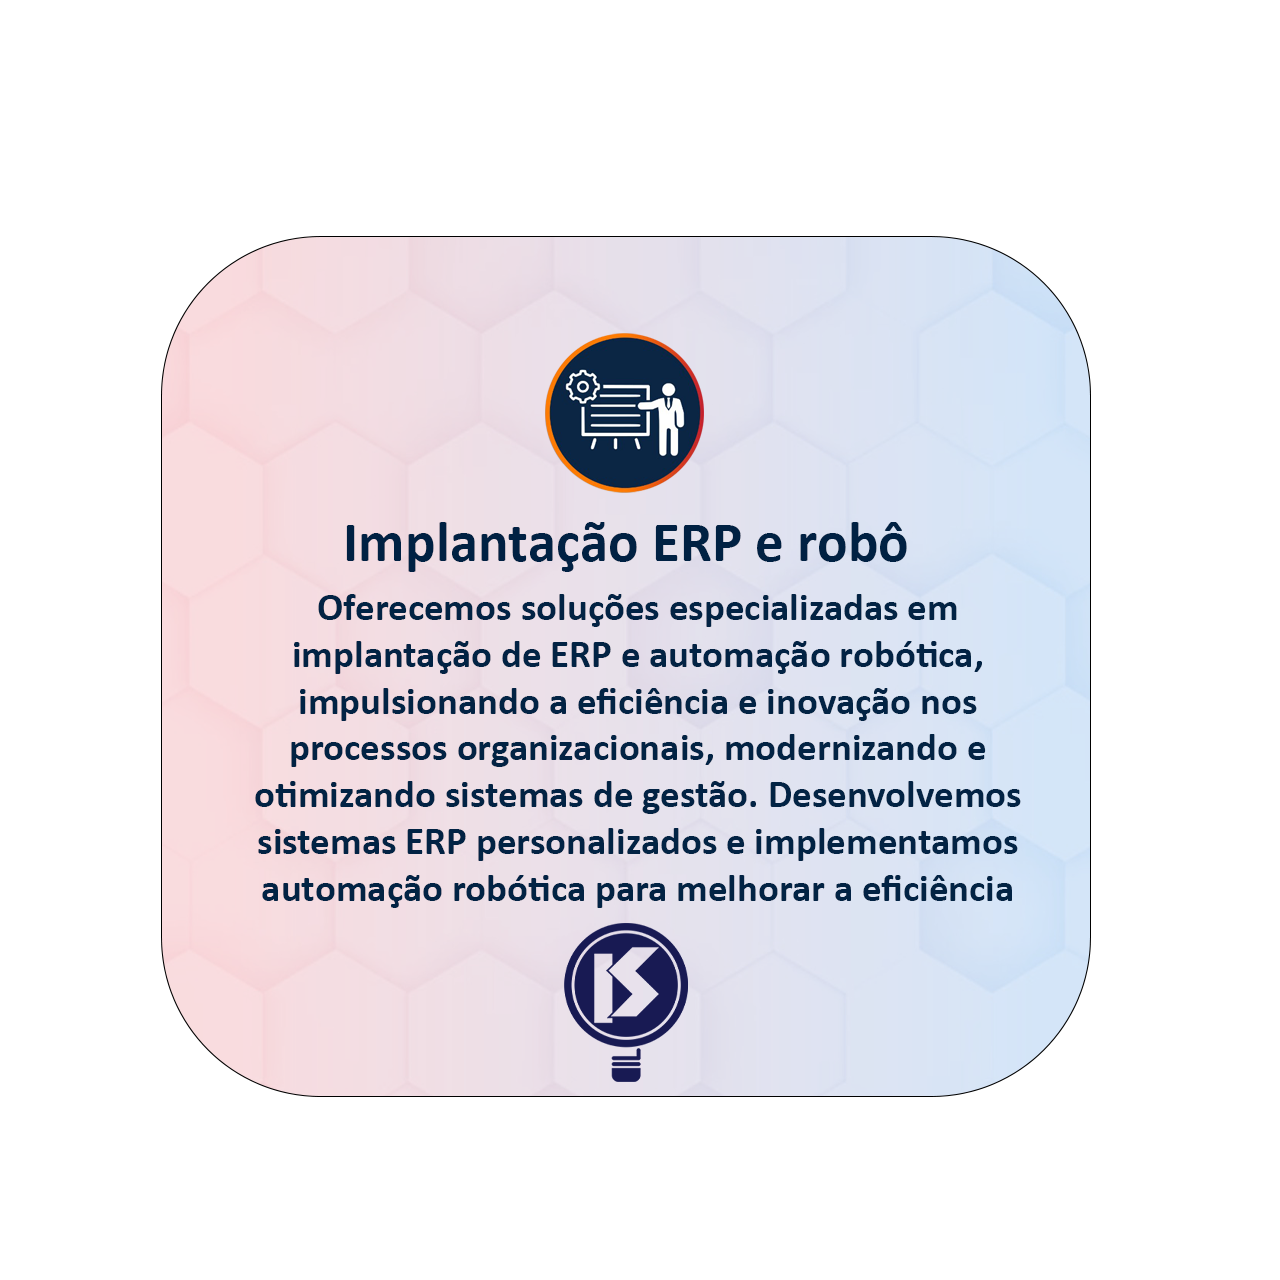 Implantação ERP e robô
Oferecemos soluções especializadas em
implantação de ERP e automação robótica,
impulsionando a eficiência e inovação nos
processos organizacionais, modernizando e
otimizando sistemas de gestão. Desenvolvemos
sistemas ERP personalizados e implementamos
automação robótica para melhorar a eficiência